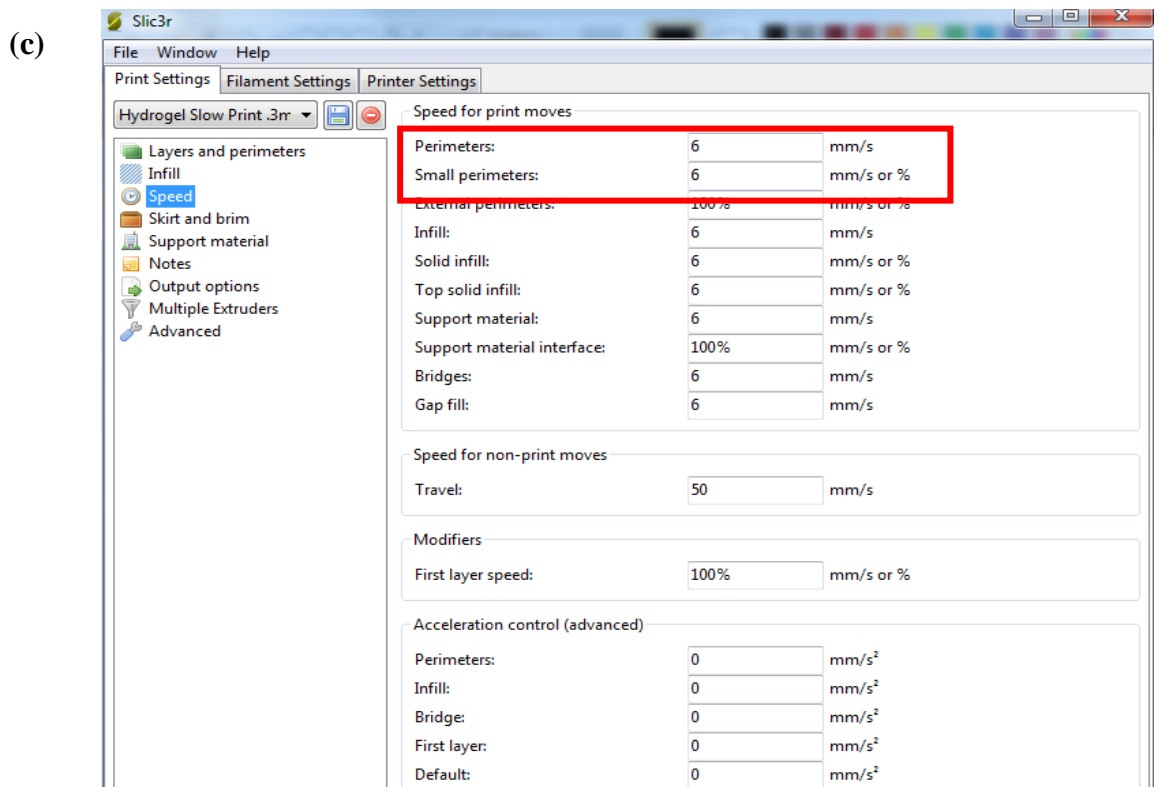 (c)
Slic3r
File Window Help
Print Settings Filament Settings Printer Settings
Hydrogel Slow Print .3m
Layers and perimeters
Infill
Speed
Skirt and brim
Support material
Notes
Output options
Multiple Extruders
Advanced
Speed for print moves
Perimeters: 6 mm/s
Small perimeters: 6 mm/s or %
External perimeters: 100% mm/s or %
Infill: 6 mm/s
Solid infill: 6 mm/s or %
Top solid infill: 6 mm/s or %
Support material: 6 mm/s
Support material interface: 100% mm/s or %
Bridges: 6 mm/s
Gap fill: 6 mm/s
Speed for non-print moves
Travel: 50 mm/s
Modifiers
First layer speed: 100% mm/s or %
Acceleration control (advanced)
Perimeters: 0 mm/s²
Infill: 0 mm/s²
Bridge: 0 mm/s²
First layer: 0 mm/s²
Default: 0 mm/s²